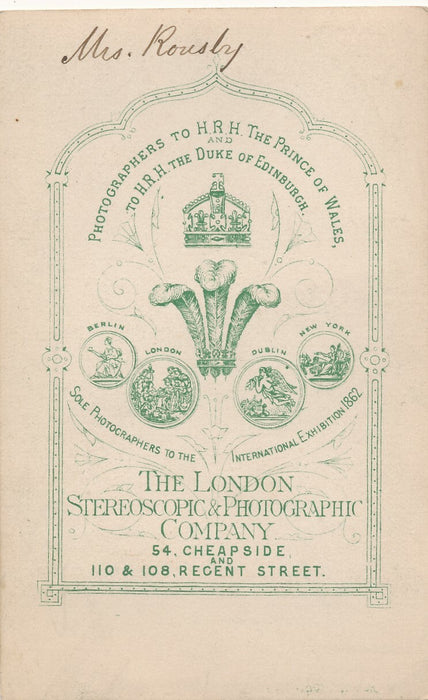 Mrs. Rousby
PHOTOGRAPHERS TO H.R.H. THE PRINCE OF WALES,
AND
TO H.R.H. THE DUKE OF EDINBURGH.
BERLIN
LONDON
DUBLIN
NEW YORK
SOLE PHOTOGRAPHERS TO THE INTERNATIONAL EXHIBITION 1862
THE LONDON
STEREOSCOPIC & PHOTOGRAPHIC
COMPANY
54, CHEAPSIDE,
AND
110 & 108, REGENT STREET.